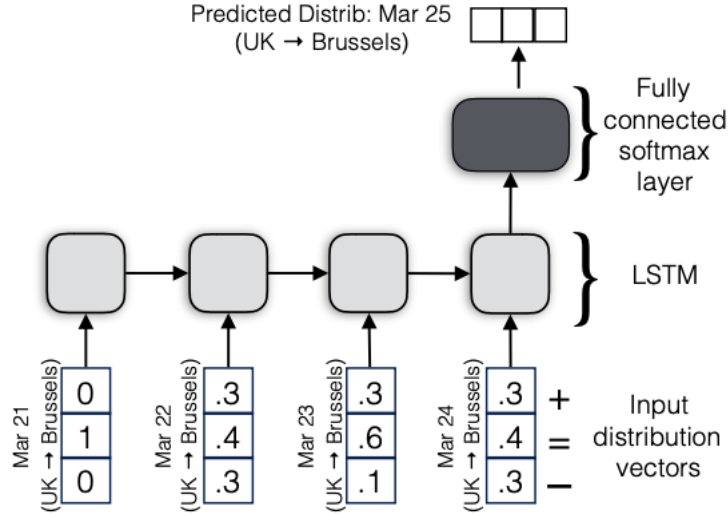 Predicted Distrib: Mar 25
(UK → Brussels)
Fully
connected
softmax
layer
LSTM
Mar 21
(UK → Brussels)
0
1
0
Mar 22
(UK → Brussels)
.3
.4
.3
Mar 23
(UK → Brussels)
.3
.6
.1
Mar 24
(UK → Brussels)
.3 +
.4 =
.3 −
Input
distribution
vectors